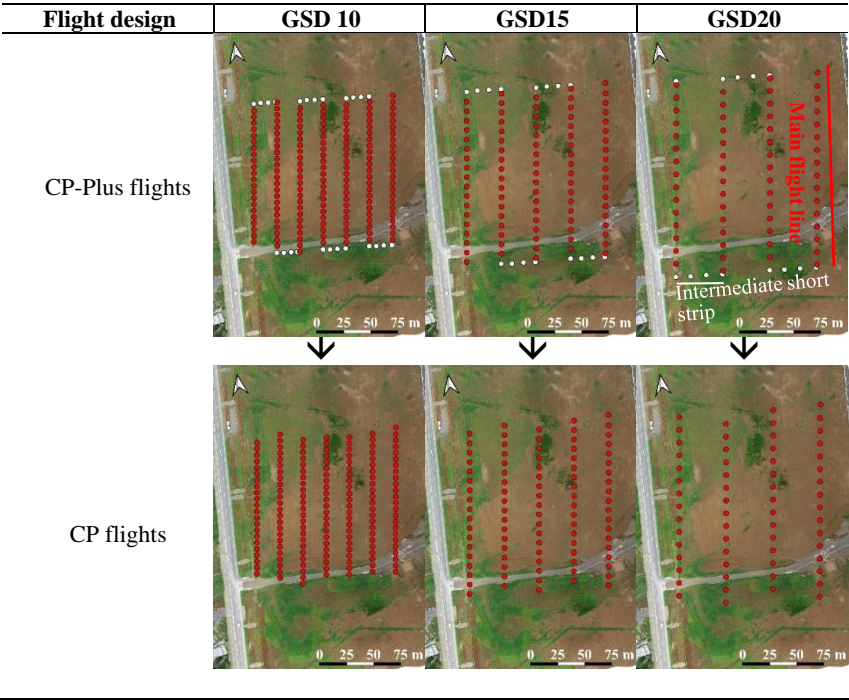 Flight design GSD 10 GSD15 GSD20
CP-Plus flights
Main flight line
Intermediate short
strip
0 25 50 75 m
0 25 50 75 m
0 25 50 75 m
CP flights
0 25 50 75 m
0 25 50 75 m
0 25 50 75 m